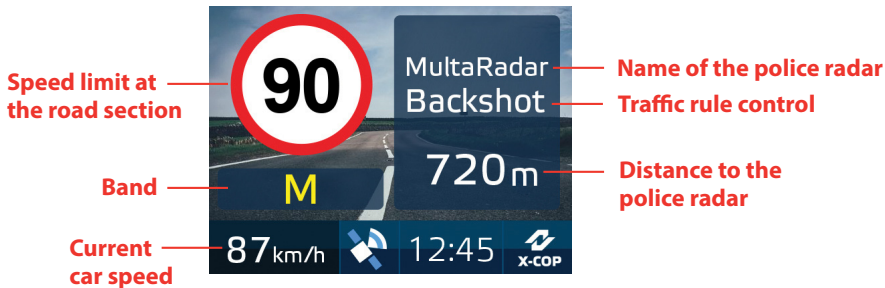 90
MultaRadar
Backshot
720m
M
87km/h
12:45
X-COP
Speed limit at
the road section
Band
Current
car speed
Name of the police radar
Traffic rule control
Distance to the
police radar